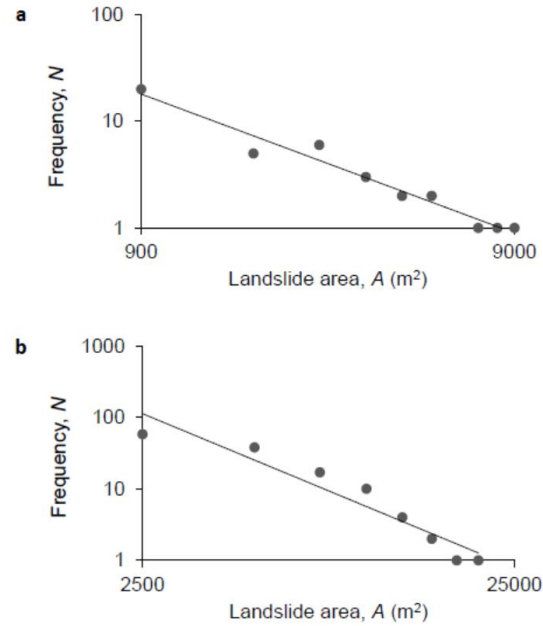 a
100
10
1
Frequency, N
900
9000
Landslide area, A (m²)
b
1000
100
10
1
Frequency, N
2500
25000
Landslide area, A (m²)